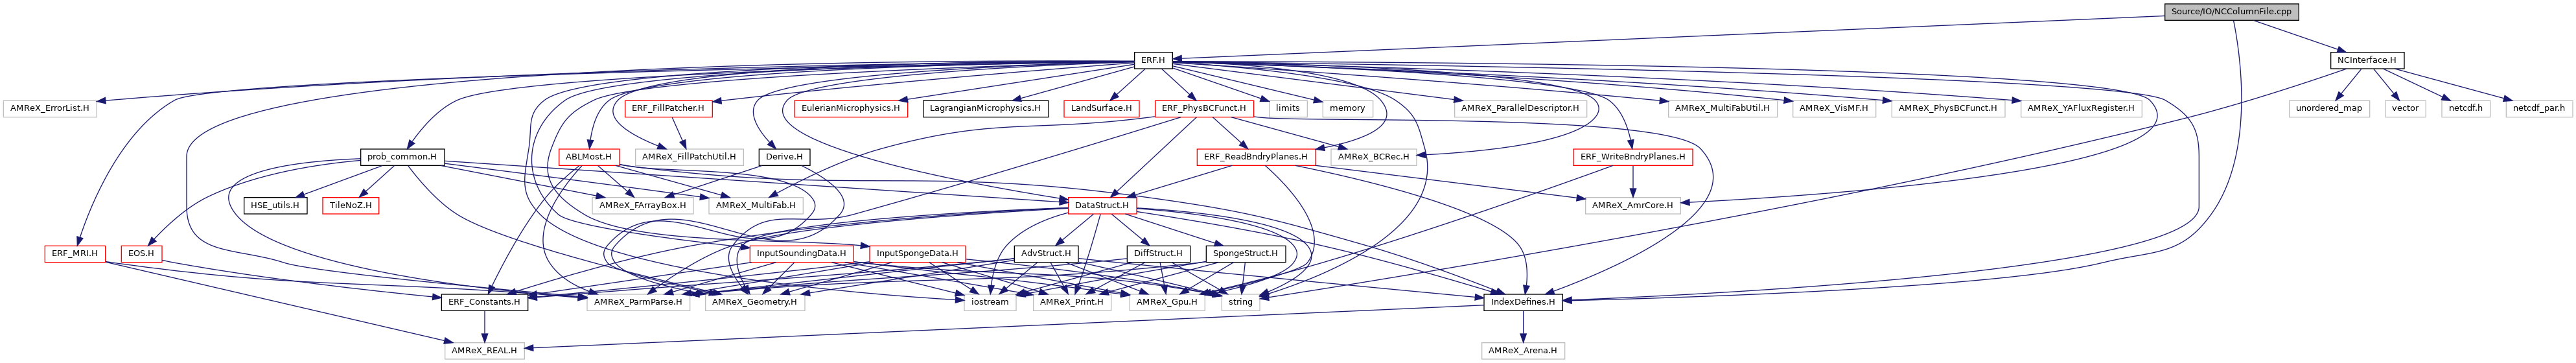 Source/IO/NCColumnFile.cpp
ERF.H
NCInterface.H
AMReX_ErrorList.H
ERF_FillPatcher.H
EulerianMicrophysics.H
LagrangianMicrophysics.H
LandSurface.H
ERF_PhysBCFunct.H
limits
memory
AMReX_ParallelDescriptor.H
AMReX_MultiFabUtil.H
AMReX_VisMF.H
AMReX_PhysBCFunct.H
AMReX_YAFluxRegister.H
unordered_map
vector
netcdf.h
netcdf_par.h
prob_common.H
ABLMost.H
AMReX_FillPatchUtil.H
Derive.H
ERF_ReadBndryPlanes.H
AMReX_BCRec.H
ERF_WriteBndryPlanes.H
HSE_utils.H
TileNoZ.H
AMReX_FArrayBox.H
AMReX_MultiFab.H
DataStruct.H
AMReX_AmrCore.H
ERF_MRI.H
EOS.H
InputSoundingData.H
InputSpongeData.H
AdvStruct.H
DiffStruct.H
SpongeStruct.H
ERF_Constants.H
AMReX_ParmParse.H
AMReX_Geometry.H
iostream
AMReX_Print.H
AMReX_Gpu.H
string
IndexDefines.H
AMReX_REAL.H
AMReX_Arena.H